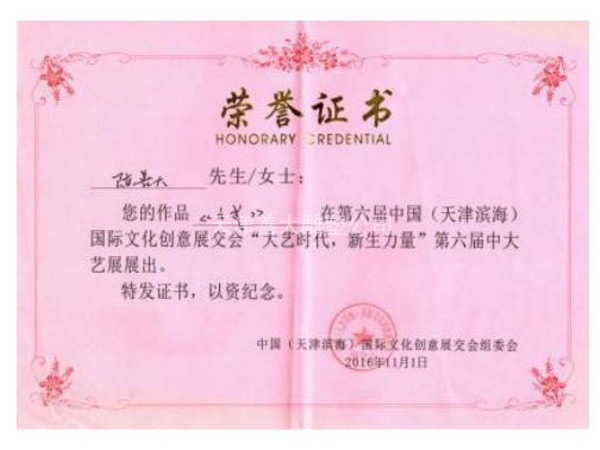 荣誉证书
HONORARY CREDENTIAL
陈善大 先生/女士:
您的作品 在第六届中国(天津滨海)
国际文化创意展交会“大艺时代，新生力量”第六届中大
艺展展出。
特发证书，以资纪念。
中国(天津滨海)国际文化创意展交会组委会
2016年11月1日